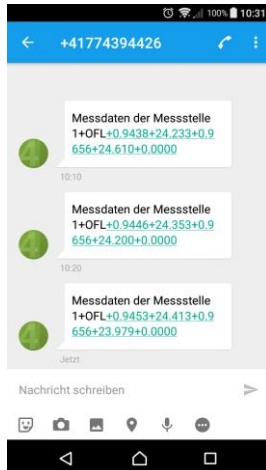 100% 10:31
+41774394426
Messdaten der Messstelle
1+OFL+0.9438+24.233+0.9
656+24.610+0.0000
4
10:10
Messdaten der Messstelle
1+OFL+0.9446+24.353+0.9
656+24.200+0.0000
4
10:20
Messdaten der Messstelle
1+OFL+0.9453+24.413+0.9
656+23.979+0.0000
4
Jetzt
Nachricht schreiben